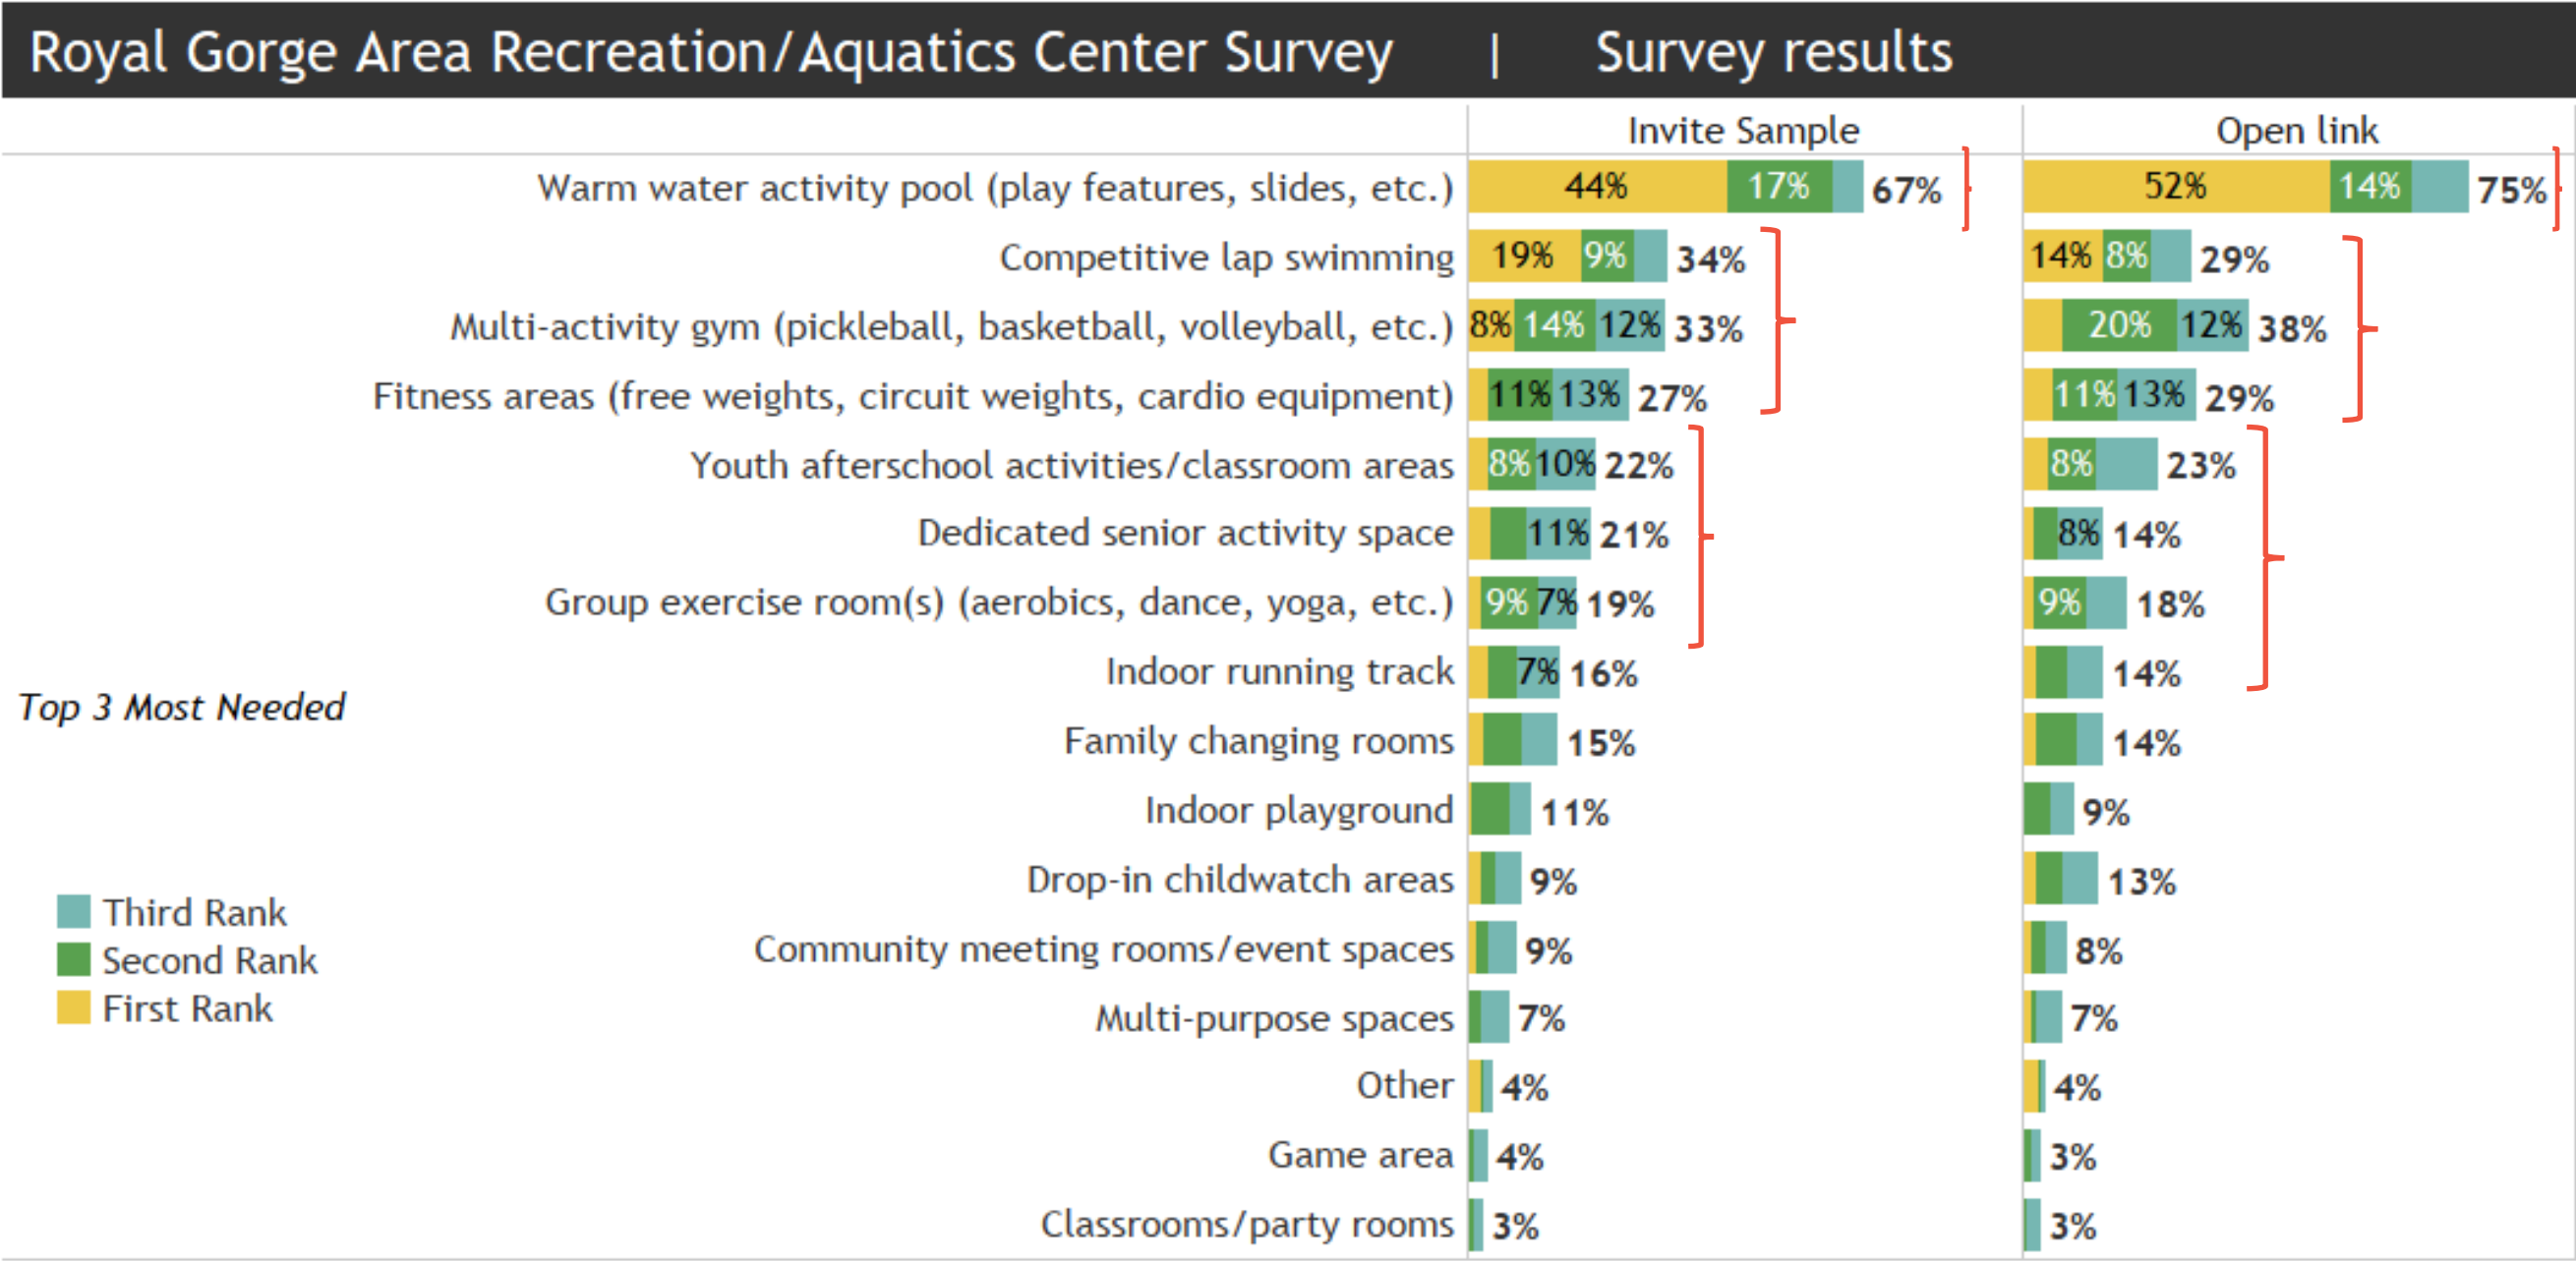 Royal Gorge Area Recreation/Aquatics Center Survey | Survey results
Invite Sample Open link
Warm water activity pool (play features, slides, etc.) 44% 17% 67% 52% 14% 75%
Competitive lap swimming 19% 9% 34% 14% 8% 29%
Multi-activity gym (pickleball, basketball, volleyball, etc.) 8% 14% 12% 33% 20% 12% 38%
Fitness areas (free weights, circuit weights, cardio equipment) 11% 13% 27% 11% 13% 29%
Youth afterschool activities/classroom areas 8% 10% 22% 8% 23%
Dedicated senior activity space 11% 21% 8% 14%
Group exercise room(s) (aerobics, dance, yoga, etc.) 9% 7% 19% 9% 18%
Indoor running track 7% 16% 14%
Top 3 Most Needed
Family changing rooms 15% 14%
Indoor playground 11% 9%
Drop-in childwatch areas 9% 13%
Third Rank
Community meeting rooms/event spaces 9% 8%
Second Rank
First Rank
Multi-purpose spaces 7% 7%
Other 4% 4%
Game area 4% 3%
Classrooms/party rooms 3% 3%